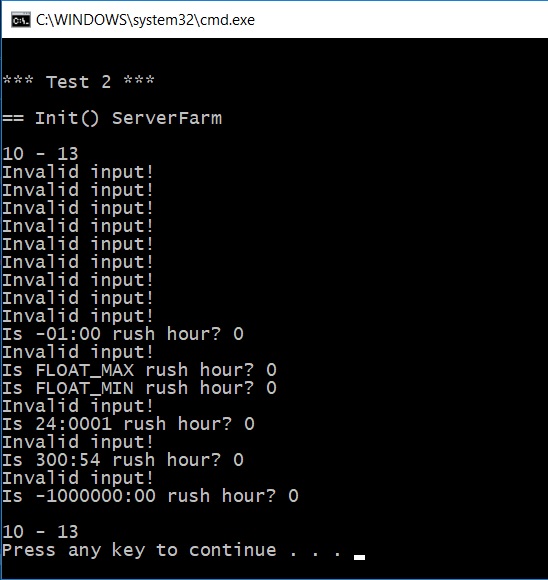 C:\WINDOWS\system32\cmd.exe
*** Test 2 ***
== Init() ServerFarm
10 - 13
Invalid input!
Invalid input!
Invalid input!
Invalid input!
Invalid input!
Invalid input!
Invalid input!
Invalid input!
Invalid input!
Is -01:00 rush hour? 0
Invalid input!
Is FLOAT_MAX rush hour? 0
Is FLOAT_MIN rush hour? 0
Invalid input!
Is 24:0001 rush hour? 0
Invalid input!
Is 300:54 rush hour? 0
Invalid input!
Is -1000000:00 rush hour? 0
10 - 13
Press any key to continue . . .